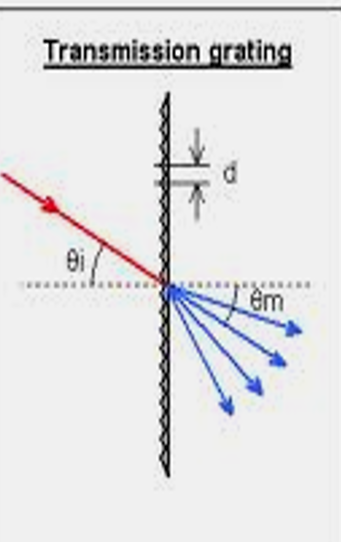 Transmission grating
d
θi
θm